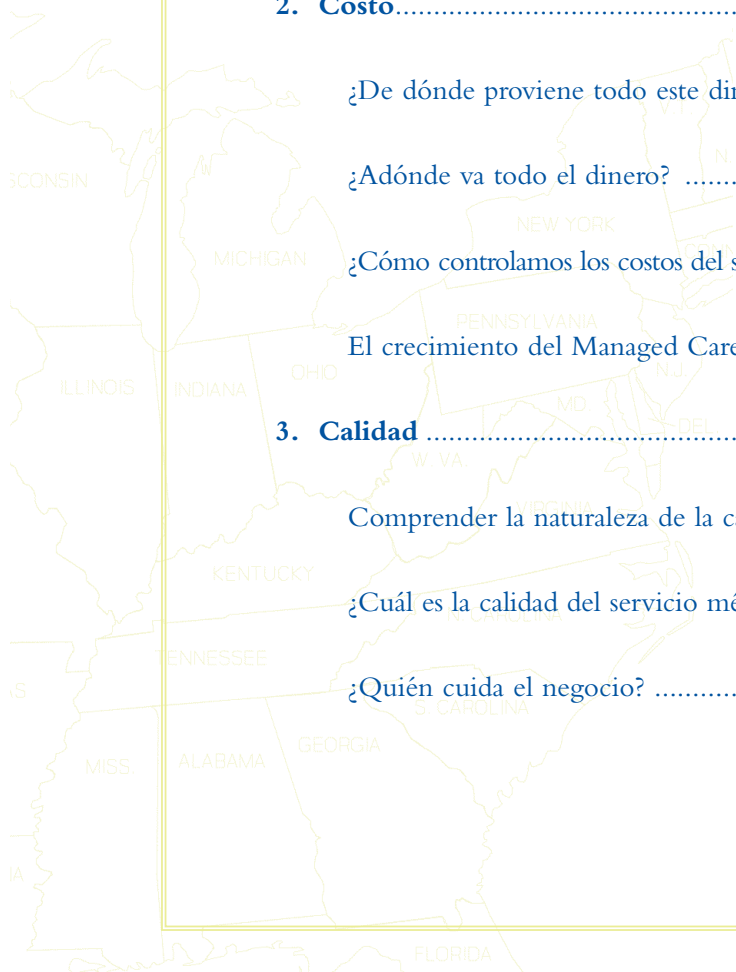 2. Costo
¿De dónde proviene todo este
¿Adónde va todo el dinero?
¿Cómo controlamos los costos del
El crecimiento del Managed Care
3. Calidad
Comprender la naturaleza de la
¿Cuál es la calidad del servicio
¿Quién cuida el negocio?
NEW YORK
MICHIGAN
PENNSYLVANIA
OHIO
N.J.
ILLINOIS
INDIANA
MD
DEL
W. VA.
VIRGINIA
KENTUCKY
N. CAROLINA
TENNESSEE
S. CAROLINA
GEORGIA
ALABAMA
MISS.
FLORIDA